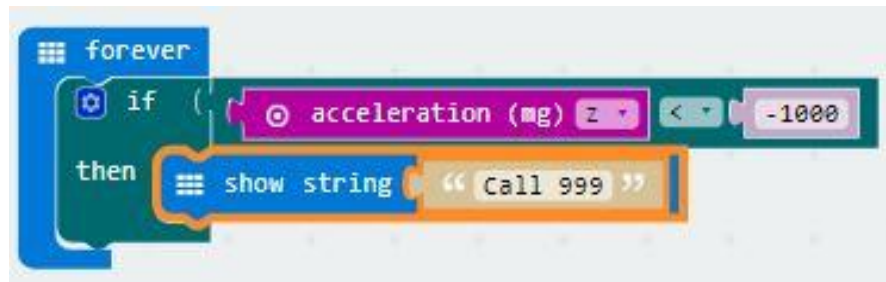 forever
if ( acceleration (mg) z < -1000
then show string “ Call 999 ”